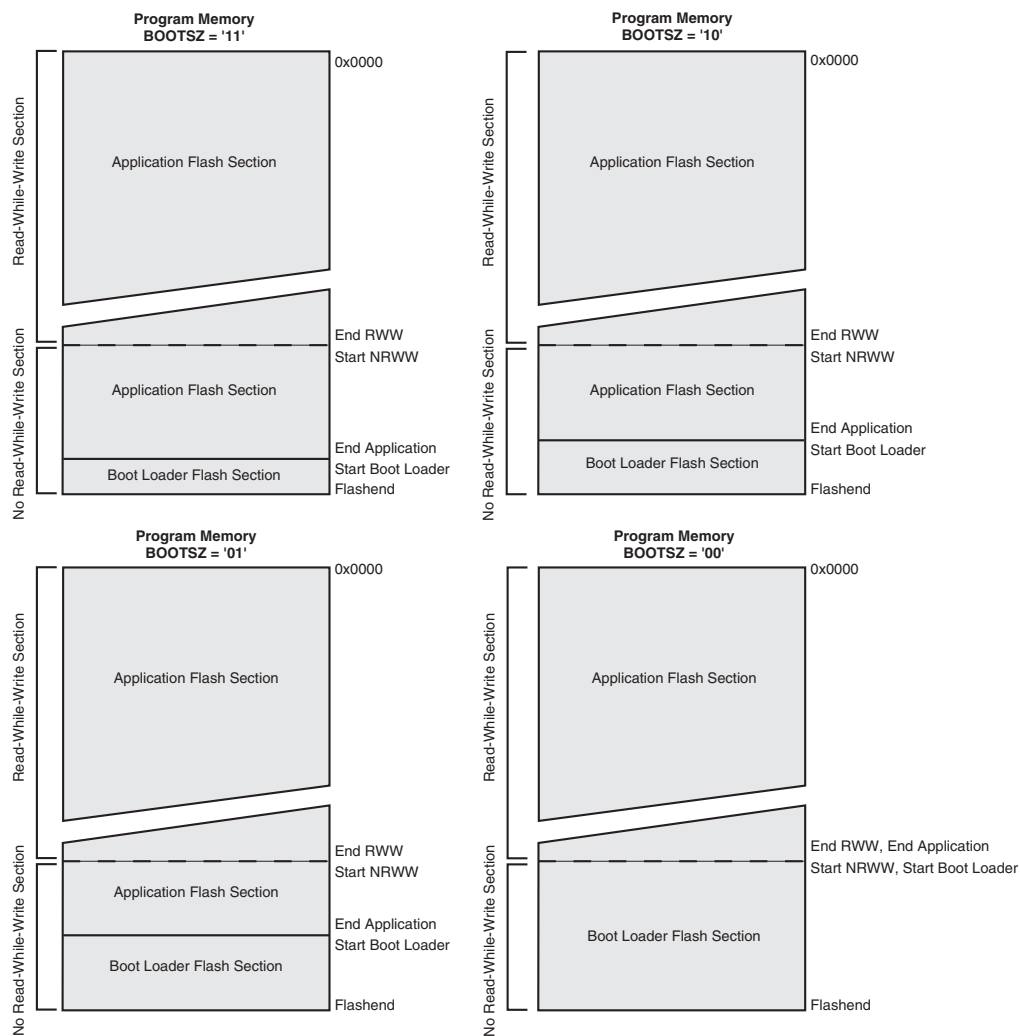 Program Memory
BOOTSZ = '11'
0x0000
Read-While-Write Section
Application Flash Section
End RWW
Start NRWW
No Read-While-Write Section
Application Flash Section
End Application
Start Boot Loader
Boot Loader Flash Section
Flashend
Program Memory
BOOTSZ = '10'
0x0000
Read-While-Write Section
Application Flash Section
End RWW
Start NRWW
No Read-While-Write Section
Application Flash Section
End Application
Start Boot Loader
Boot Loader Flash Section
Flashend
Program Memory
BOOTSZ = '01'
0x0000
Read-While-Write Section
Application Flash Section
End RWW
Start NRWW
No Read-While-Write Section
Application Flash Section
End Application
Start Boot Loader
Boot Loader Flash Section
Flashend
Program Memory
BOOTSZ = '00'
0x0000
Read-While-Write Section
Application Flash Section
End RWW, End Application
Start NRWW, Start Boot Loader
No Read-While-Write Section
Boot Loader Flash Section
Flashend